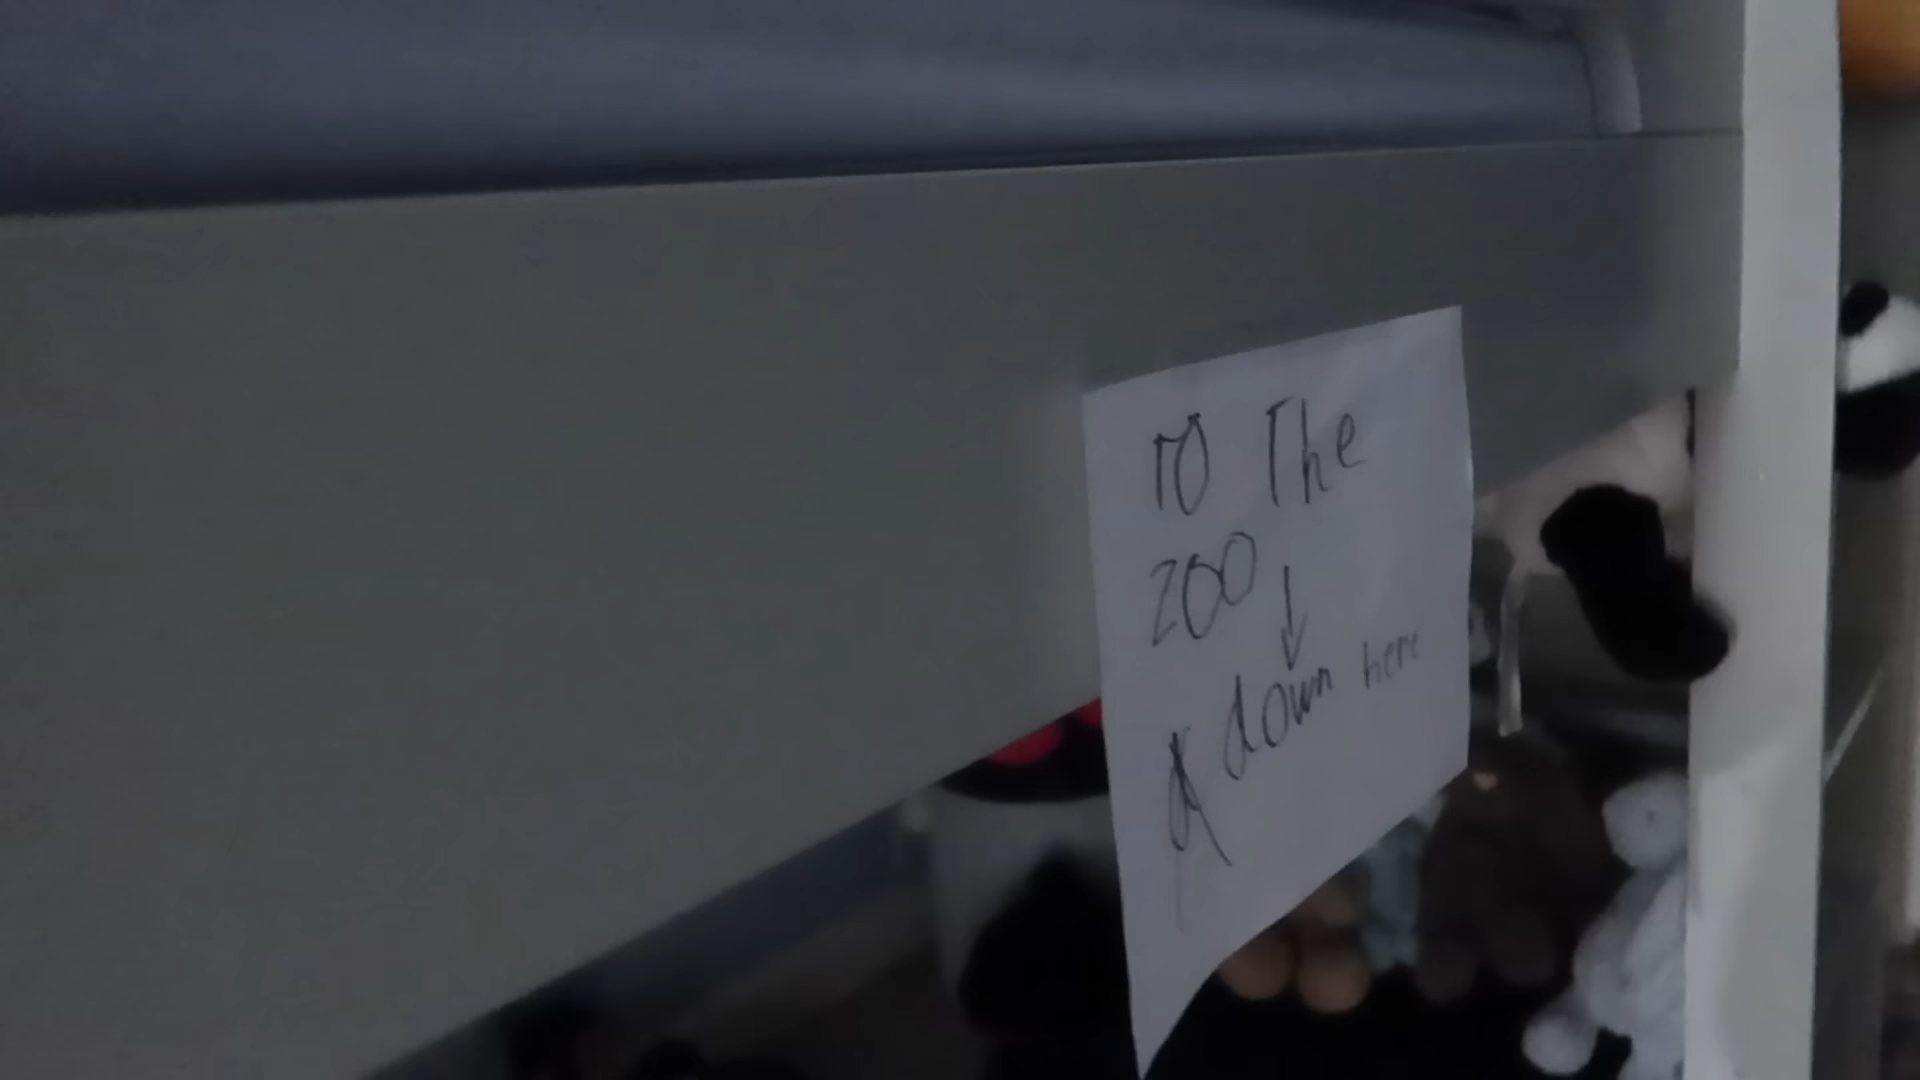 TO The
ZOO ↓
down here